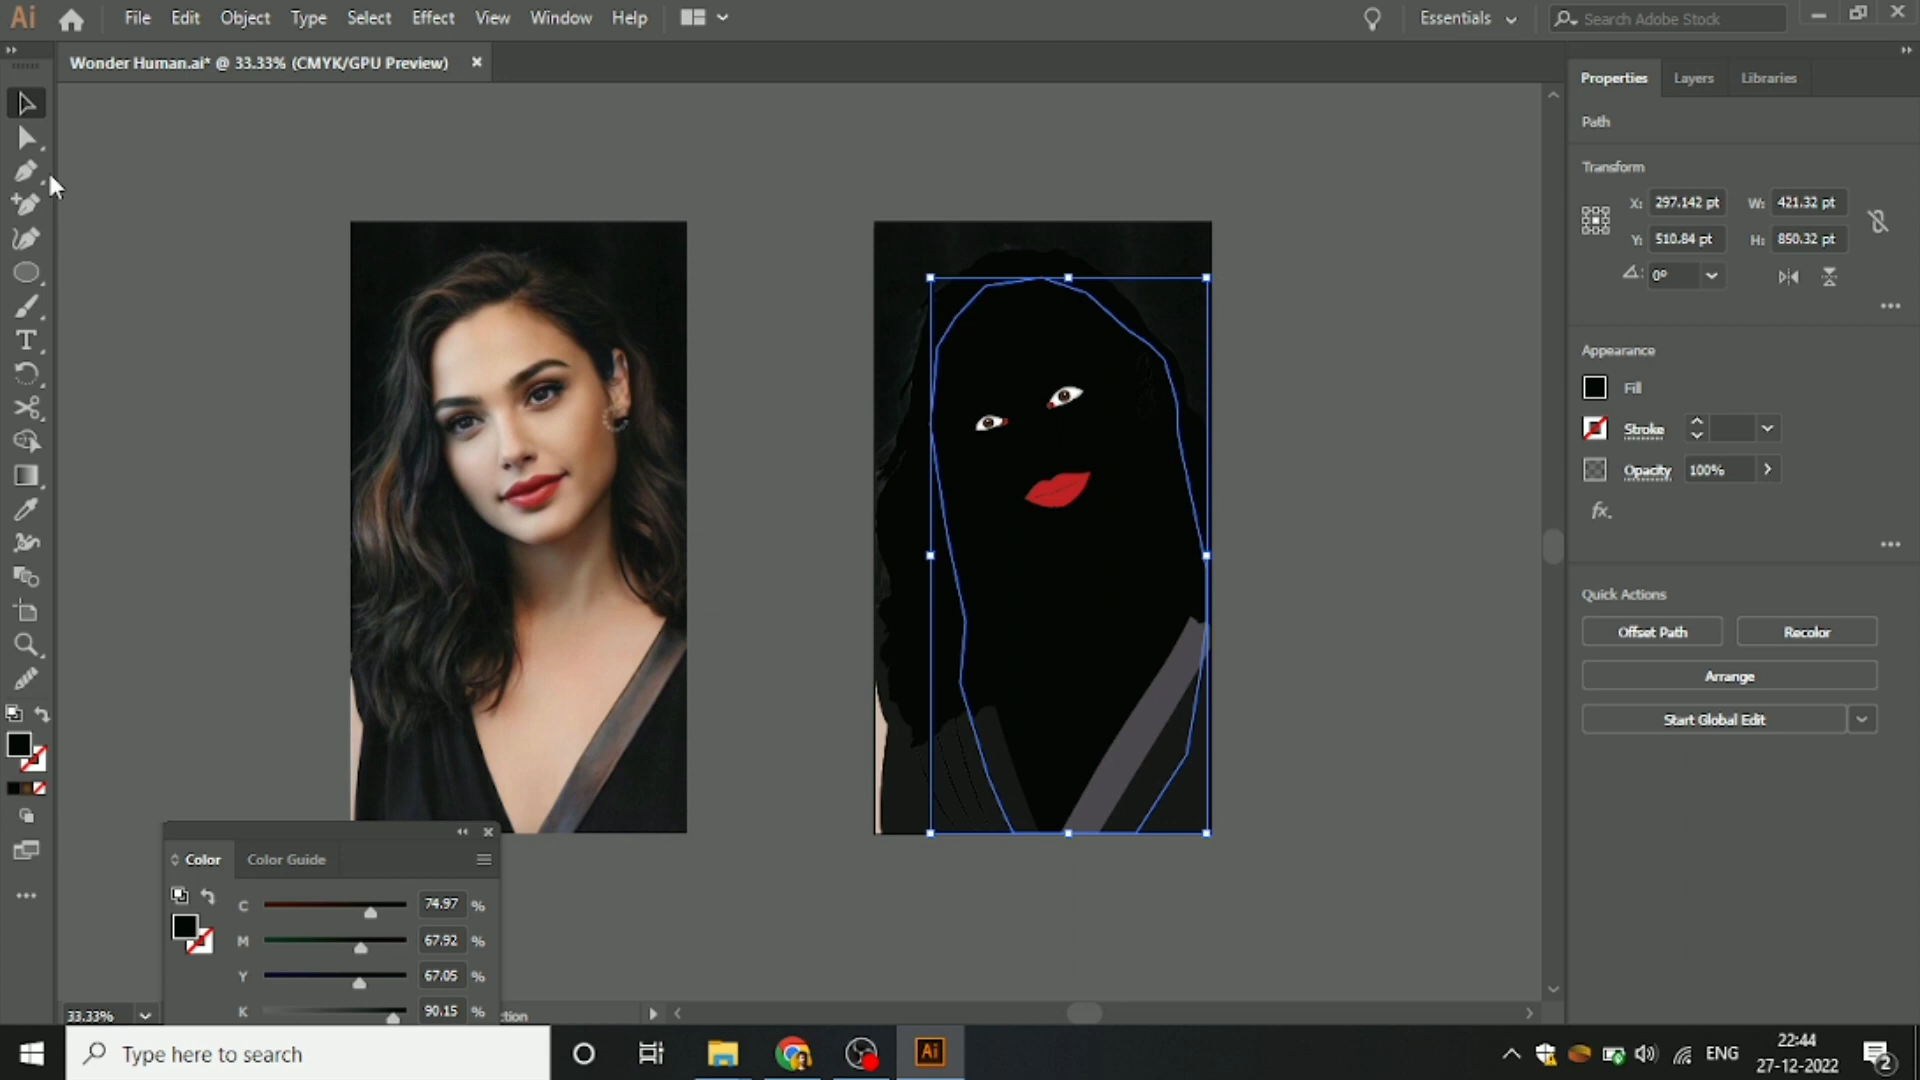 Ai File Edit Object Type Select Effect View Window Help Essentials Search Adobe Stock
Wonder Human.ai* @ 33.33% (CMYK/GPU Preview) ×
Properties Layers Libraries
Path
Transform
X: 297.142 pt W: 421.32 pt
Y: 510.84 pt H: 850.32 pt
0°
Appearance
Fill
Stroke
Opacity 100%
fx.
Quick Actions
Offset Path Recolor
Arrange
Start Global Edit
Color Color Guide
C 74.97 %
M 67.92 %
Y 67.05 %
K 90.15 %
33.33% ction
Type here to search
Ai
ENG
22:44
27-12-2022
2